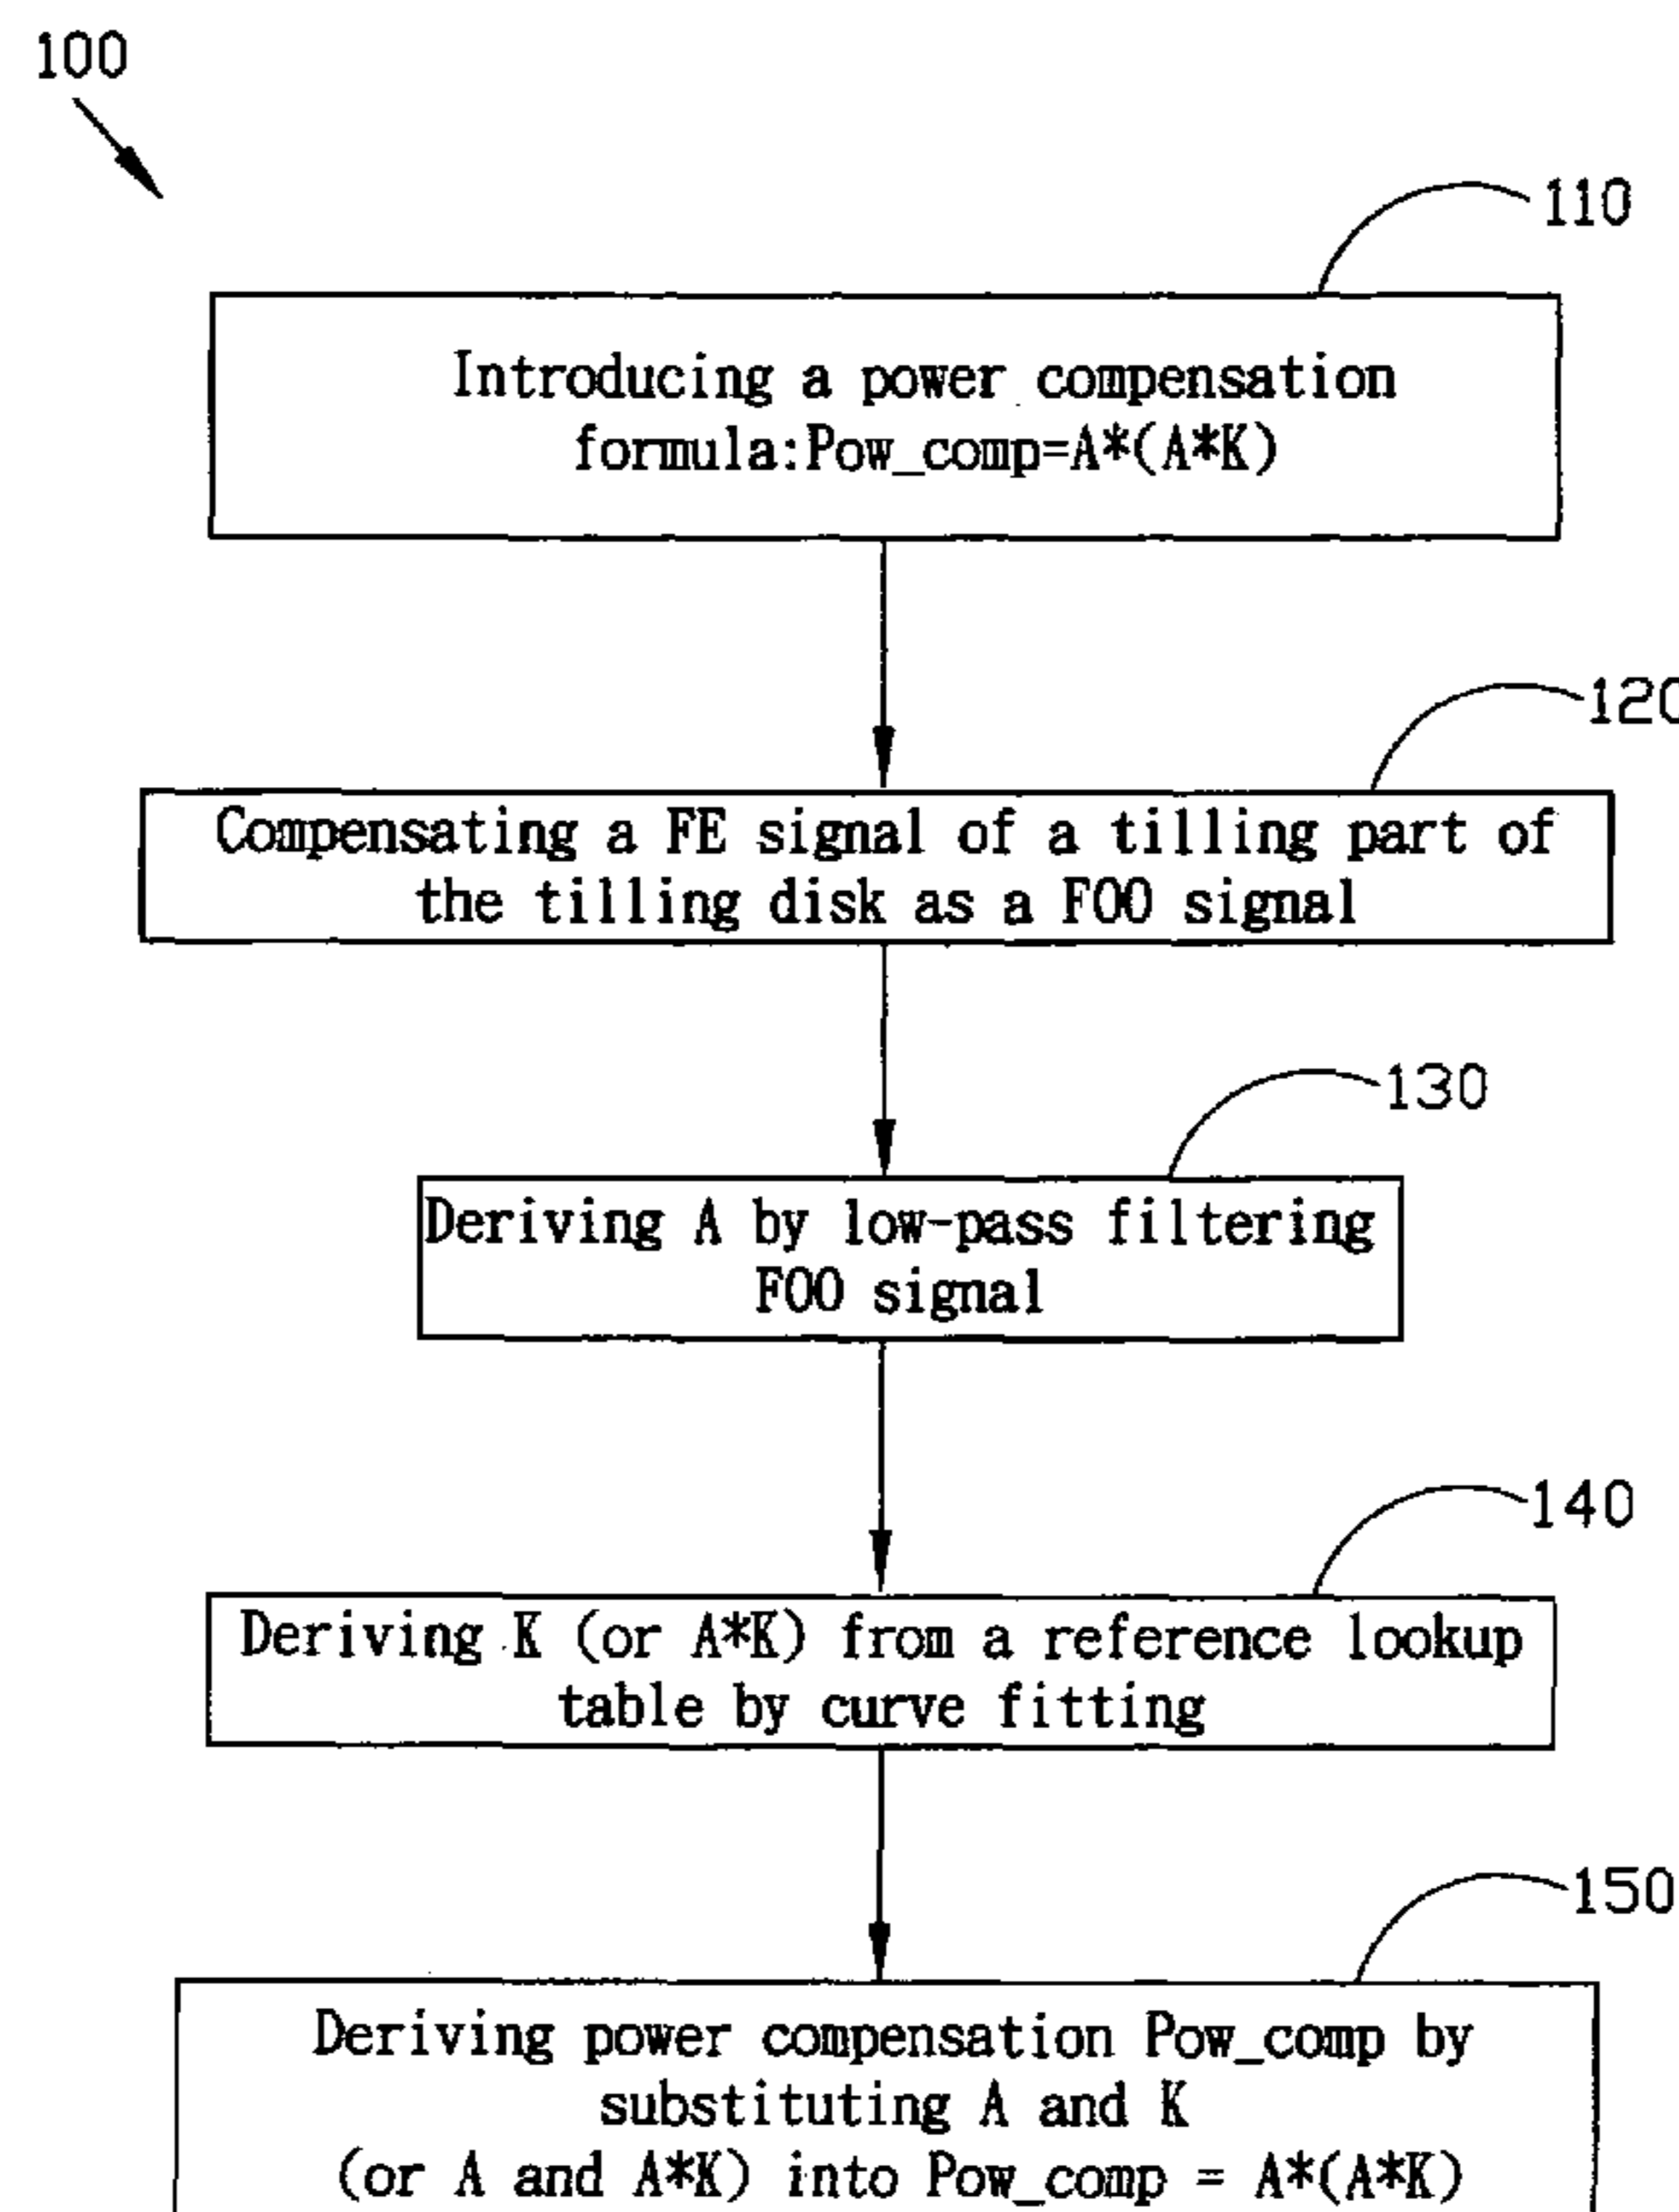 100
110
Introducing a power compensation
formula:Pow_comp=A*(A*K)
120
Compensating a FE signal of a tilling part of
the tilling disk as a FOO signal
130
Deriving A by low-pass filtering
FOO signal
140
Deriving K (or A*K) from a reference lookup
table by curve fitting
150
Deriving power compensation Pow_comp by
substituting A and K
(or A and A*K) into Pow_comp = A*(A*K)